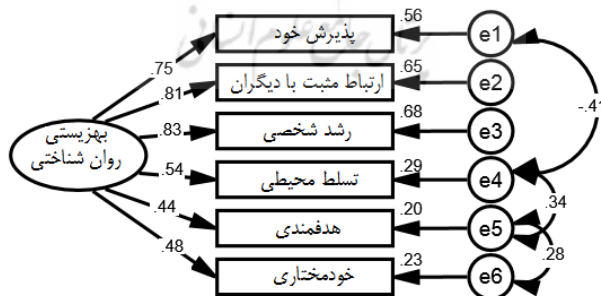 .56
پذیرش خود
e1
.75
.65
ارتباط مثبت با دیگران
e2
.81
-.41
.68
رشد شخصی
e3
.83
بهزیستی
روان شناختی
.29
تسلط محیطی
e4
.54
.34
.20
هدفمندی
e5
.44
.28
.23
خودمختاری
e6
.48